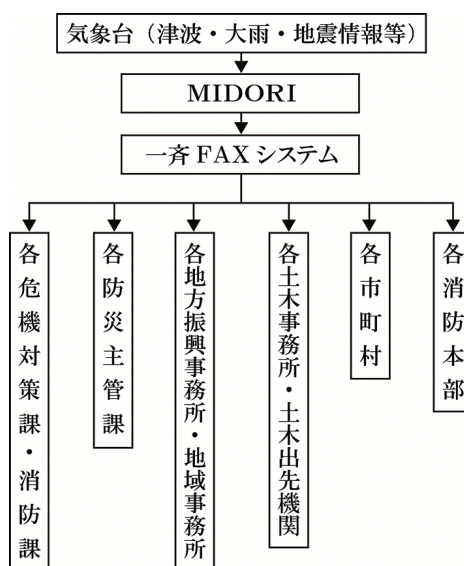 気象台（津波・大雨・地震情報等）
MIDORI
一斉 FAX システム
各危機対策課・消防課
各防災主管課
各地方振興事務所・地域事務所
各土木事務所・土木出先機関
各市町村
各消防本部